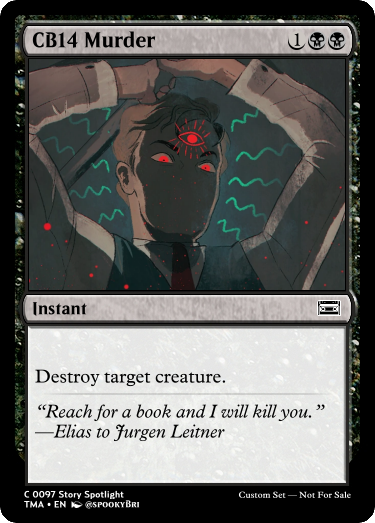 CB14 Murder 1
Instant
Destroy target creature.
“Reach for a book and I will kill you.”
—Elias to Jurgen Leitner
C 0097 Story Spotlight
Custom Set — Not For Sale
TMA • EN @SPOOKYBRI